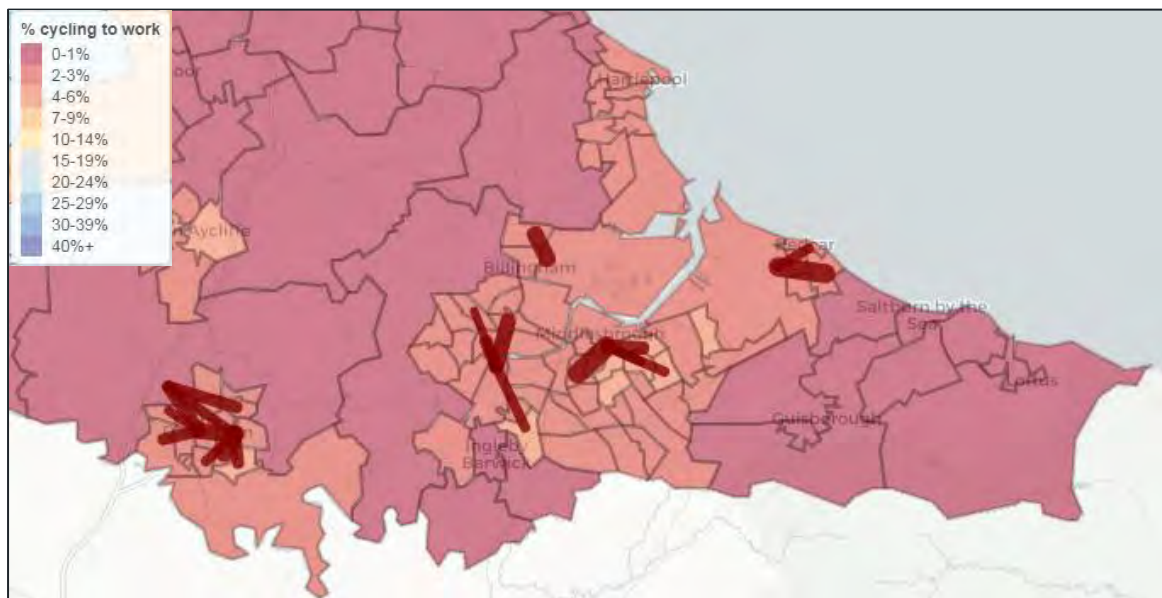 % cycling to work
0-1%
2-3%
4-6%
7-9%
10-14%
15-19%
20-24%
25-29%
30-39%
40%+
Hartlepool
Aycliffe
Redcar
Billingham
Saltburn by the
Sea
Middlesbrough
Loftus
Guisborough
Ingleby
Barwick